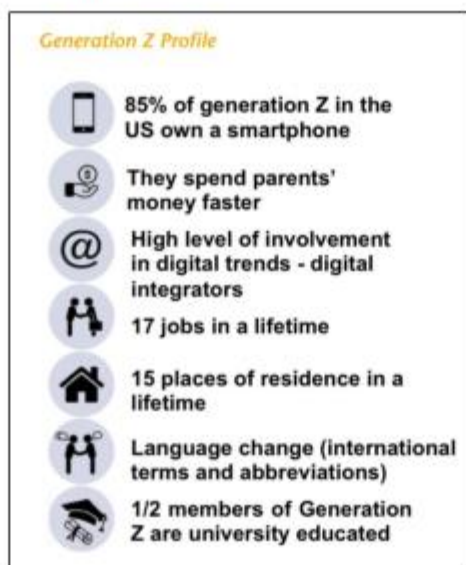 Generation Z Profile
85% of generation Z in the
US own a smartphone
They spend parents'
money faster
High level of involvement
in digital trends - digital
integrators
17 jobs in a lifetime
15 places of residence in a
lifetime
Language change (international
terms and abbreviations)
1/2 members of Generation
Z are university educated